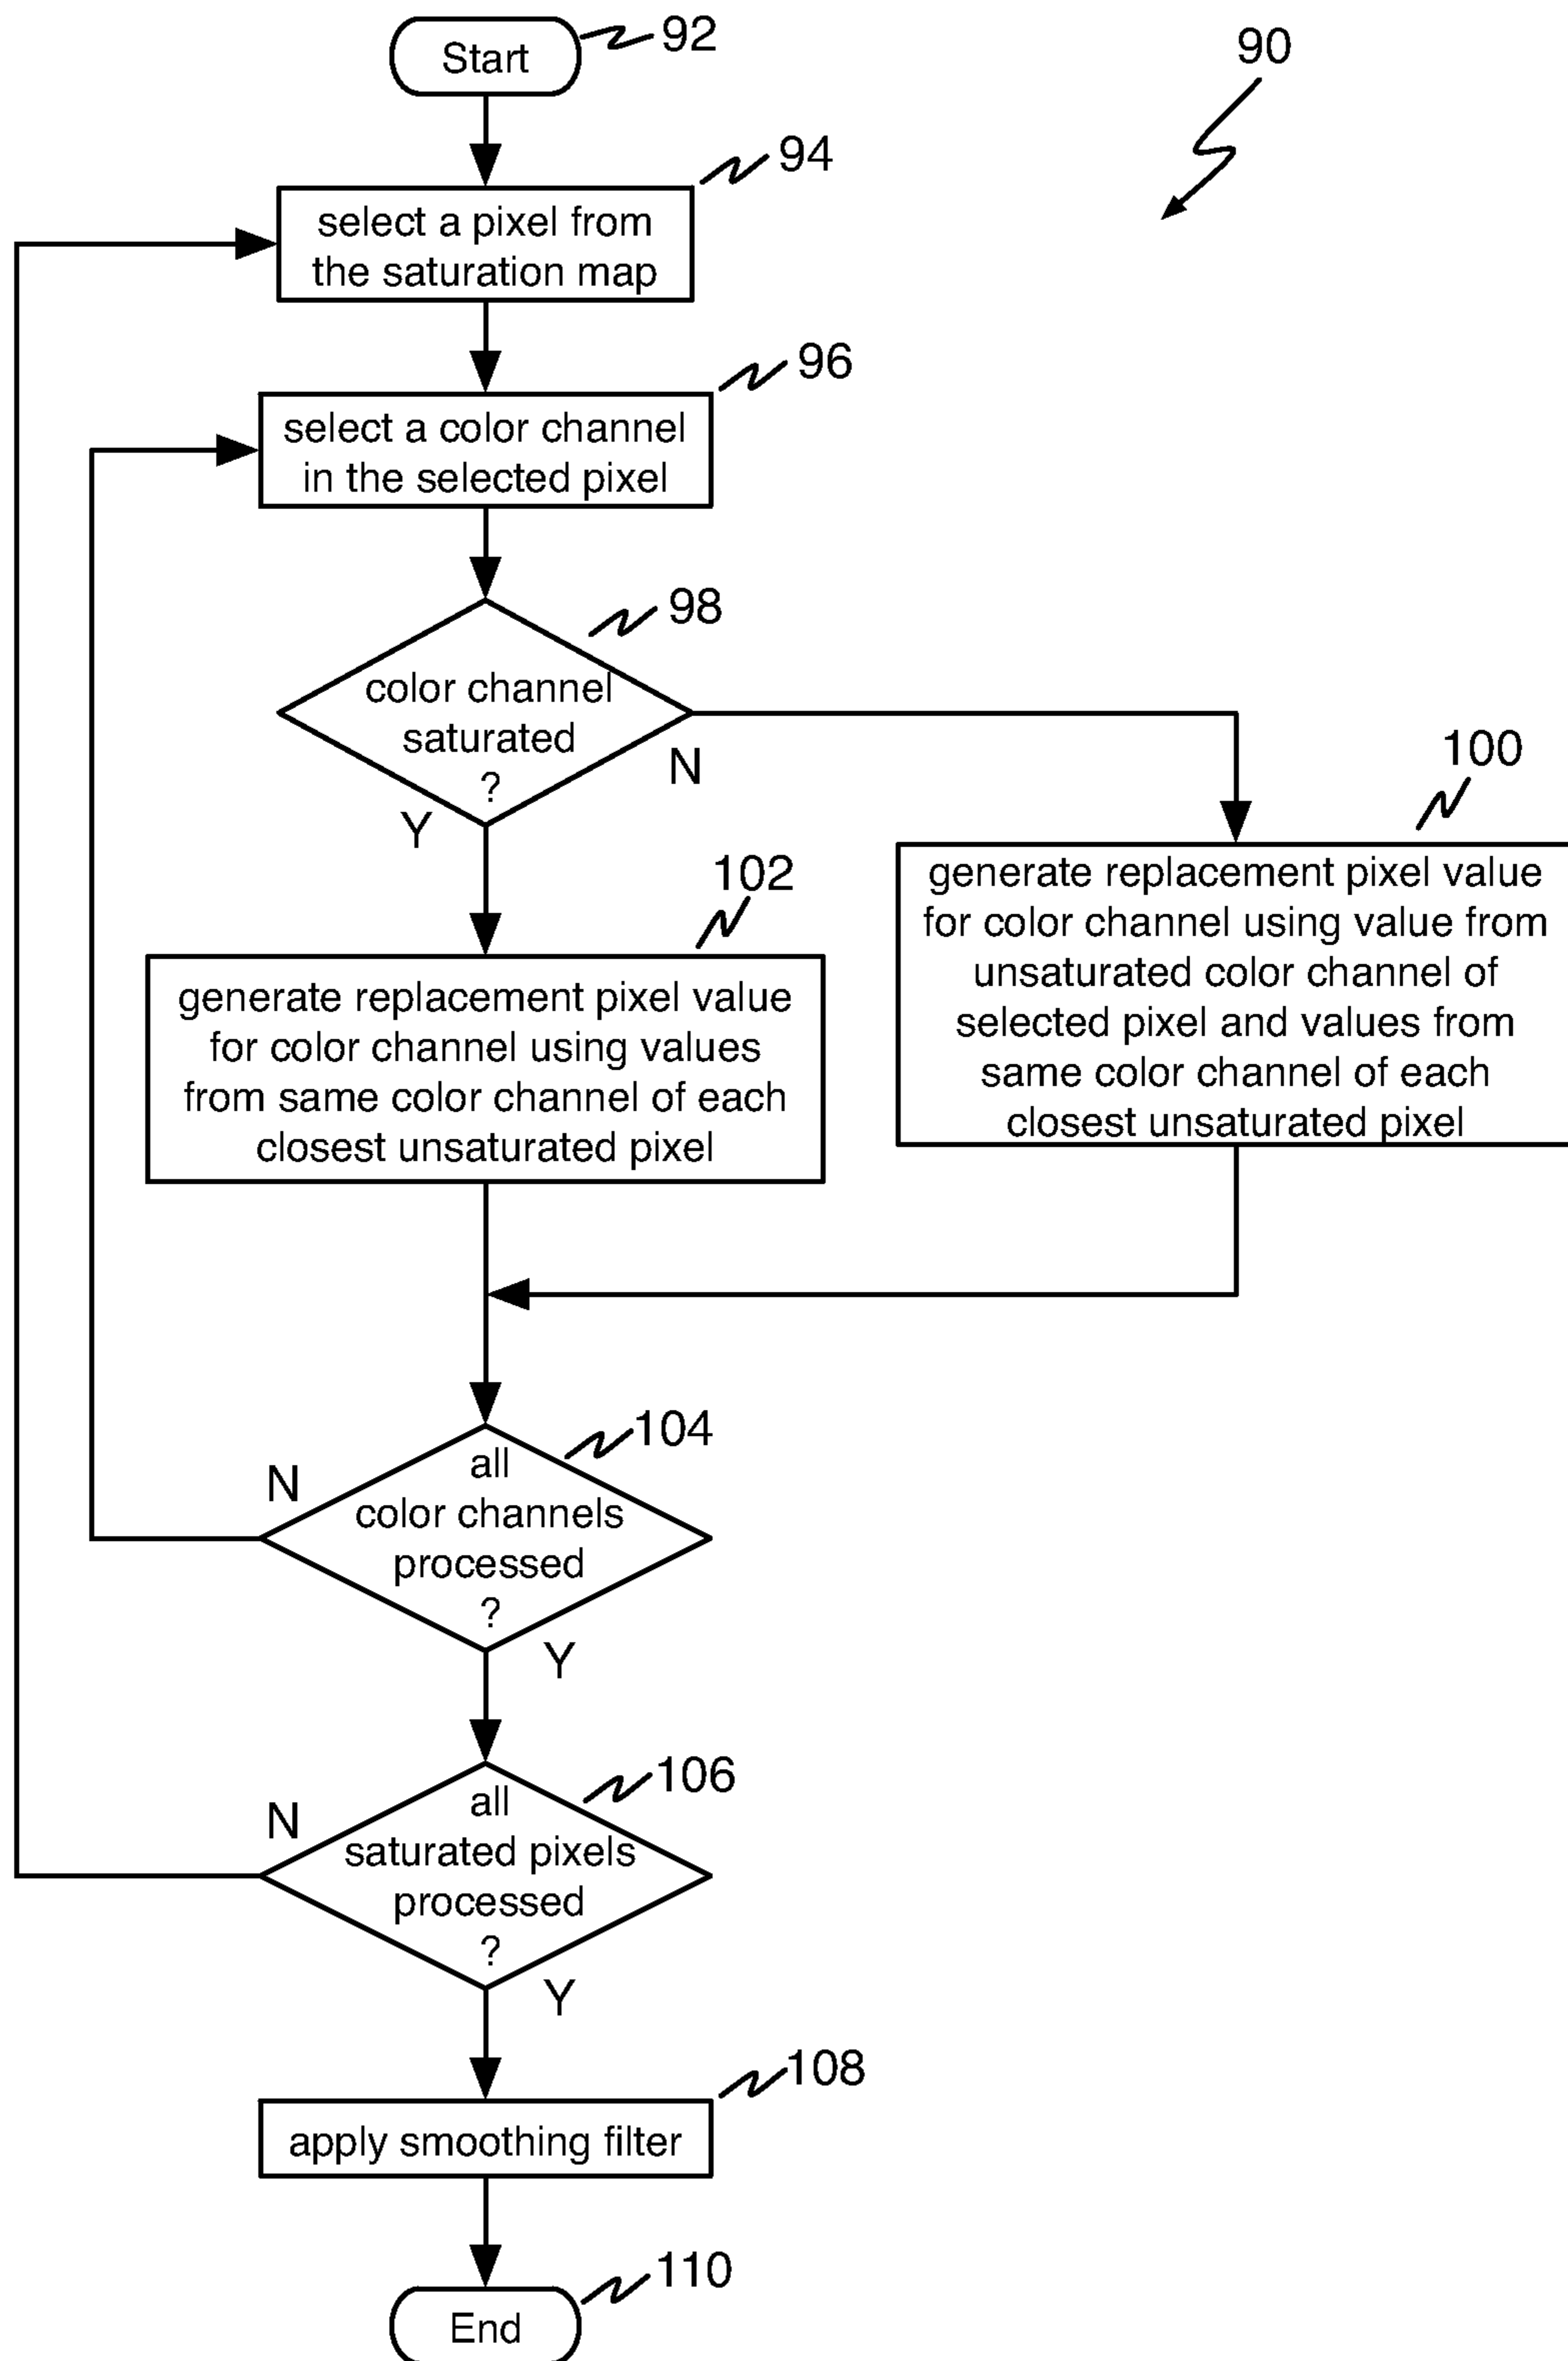 Start
92
90
94
select a pixel from
the saturation map
96
select a color channel
in the selected pixel
98
color channel
saturated
?
N
Y
100
generate replacement pixel value
for color channel using value from
unsaturated color channel of
selected pixel and values from
same color channel of each
closest unsaturated pixel
102
generate replacement pixel value
for color channel using values
from same color channel of each
closest unsaturated pixel
104
N
all
color channels
processed
?
Y
106
N
all
saturated pixels
processed
?
Y
108
apply smoothing filter
110
End